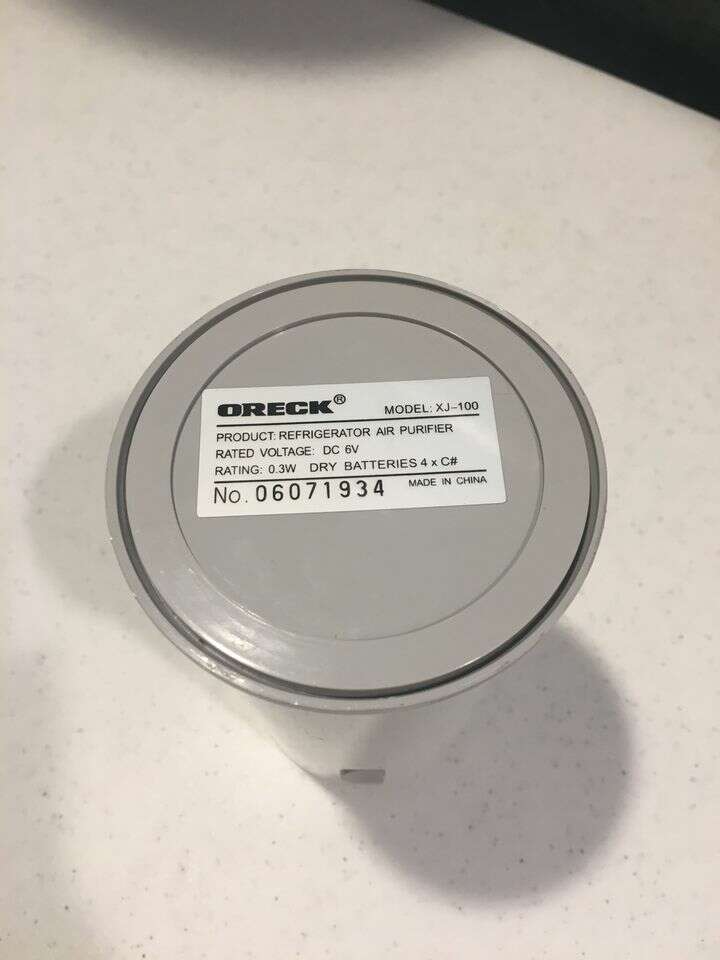 ORECK® MODEL: XJ-100
PRODUCT: REFRIGERATOR AIR PURIFIER
RATED VOLTAGE: DC 6V
RATING: 0.3W DRY BATTERIES 4 x C#
No. 06071934 MADE IN CHINA